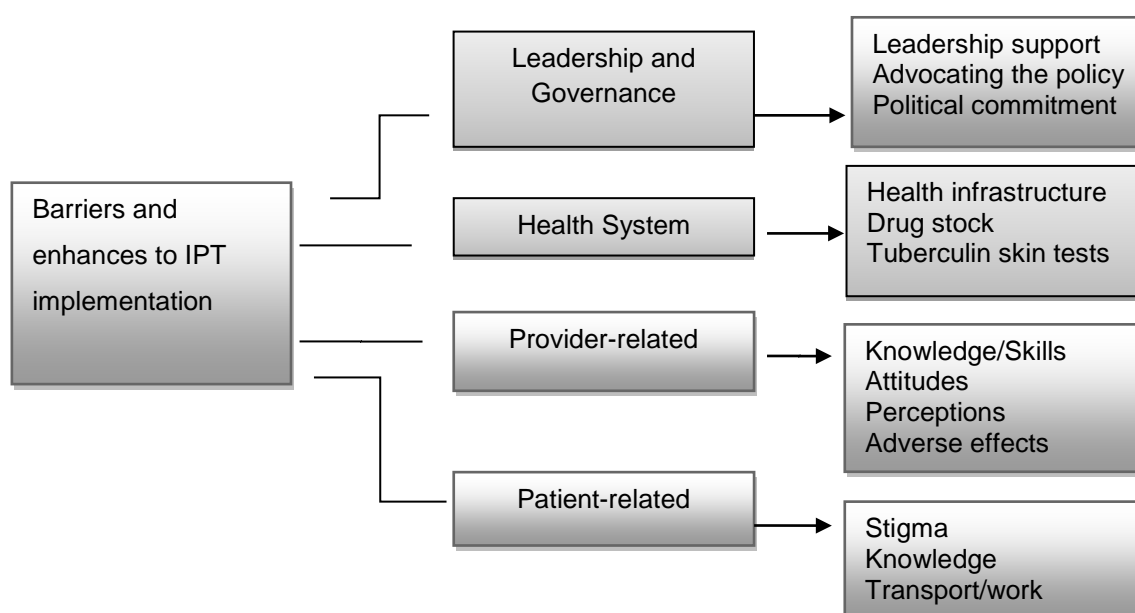 Barriers and
enhances to IPT
implementation
Leadership and
Governance
Leadership support
Advocating the policy
Political commitment
Health System
Health infrastructure
Drug stock
Tuberculin skin tests
Provider-related
Knowledge/Skills
Attitudes
Perceptions
Adverse effects
Patient-related
Stigma
Knowledge
Transport/work